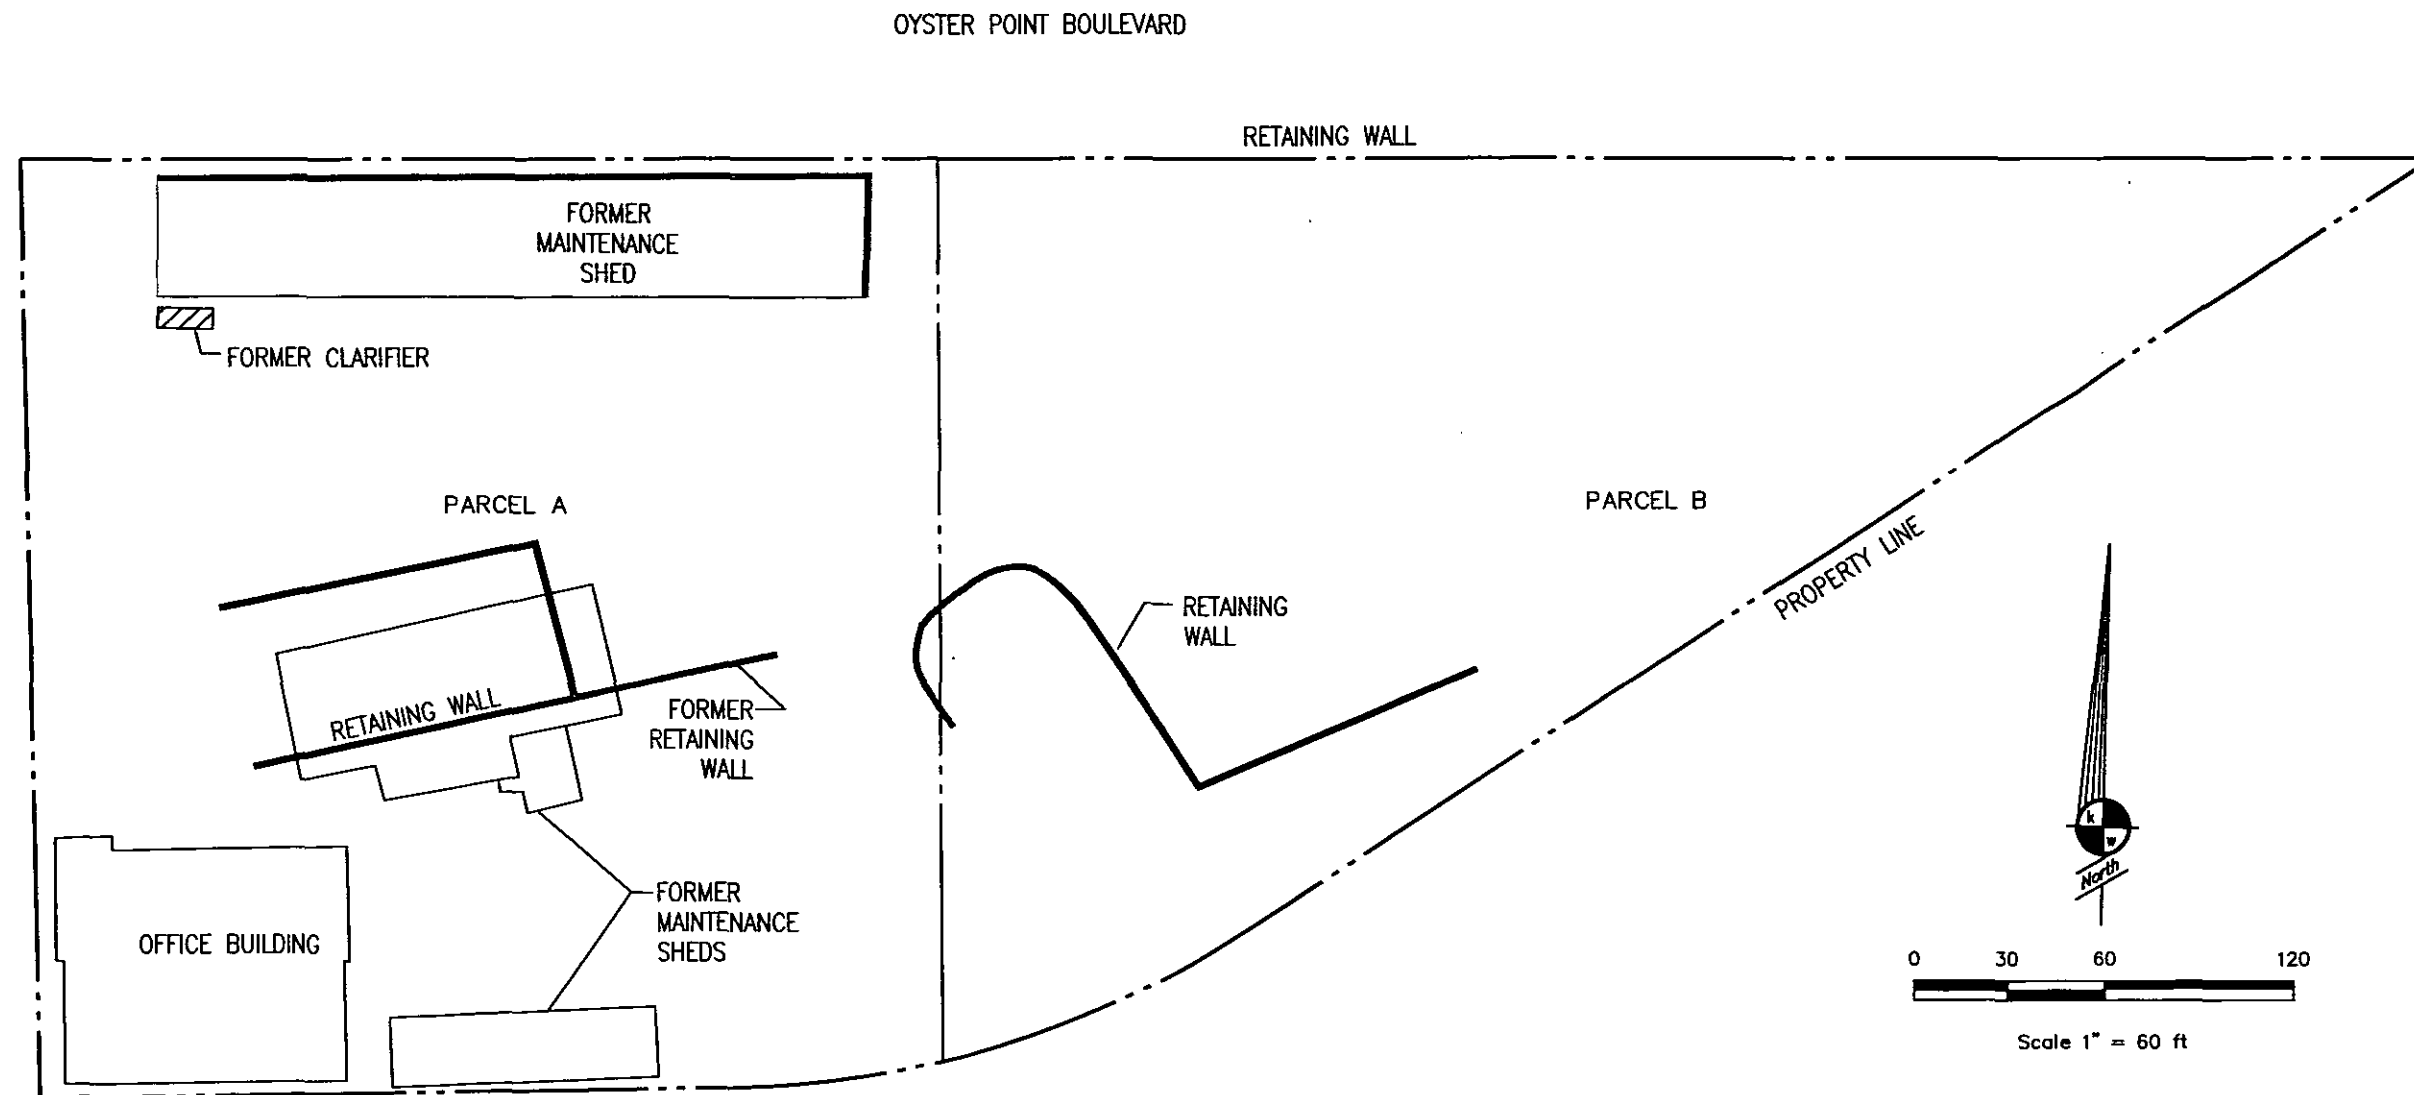 OYSTER POINT BOULEVARD
RETAINING WALL
FORMER
MAINTENANCE
SHED
FORMER CLARIFIER
PARCEL A
PARCEL B
PROPERTY LINE
RETAINING
WALL
RETAINING WALL
FORMER
RETAINING
WALL
FORMER
MAINTENANCE
SHEDS
OFFICE BUILDING
k
w
North
0 30 60 120
Scale 1" = 60 ft